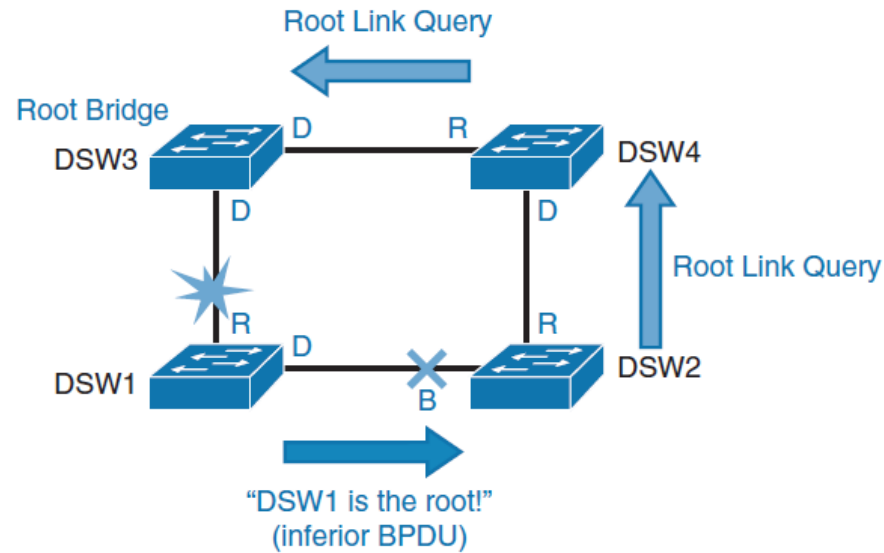 Root Link Query
Root Bridge
D
R
DSW3
DSW4
D
D
Root Link Query
R
R
D
DSW1
DSW2
B
“DSW1 is the root!”
(inferior BPDU)